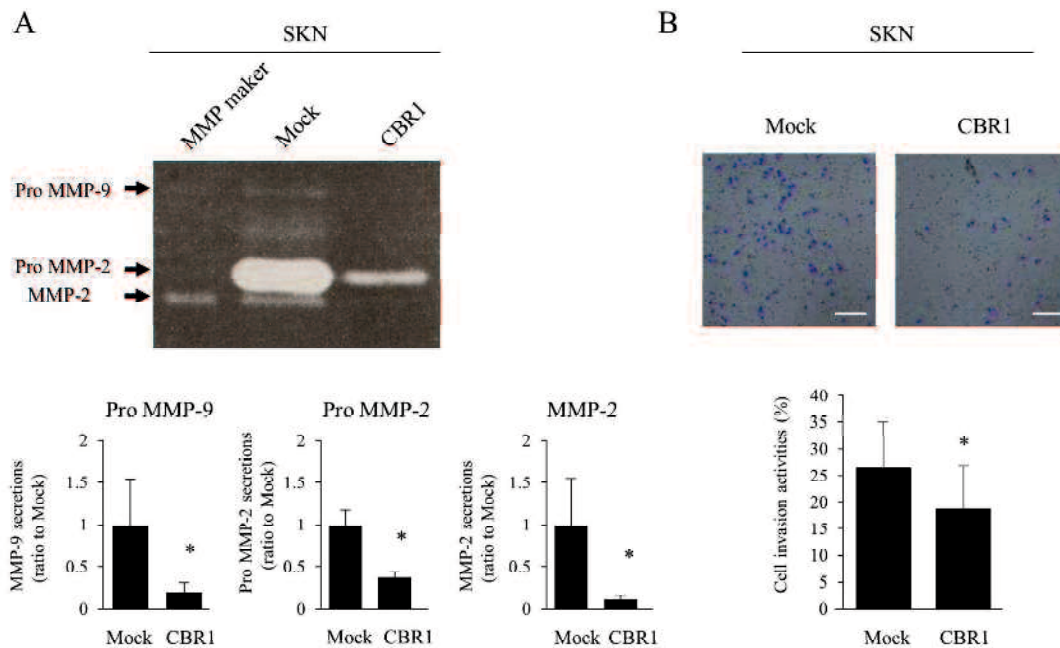 A
SKN
MMP maker
Mock
CBR1
Pro MMP-9
Pro MMP-2
MMP-2
Pro MMP-9
MMP-9 secretions
(ratio to Mock)
2
1.5
1
0.5
0
*
Mock CBR1
Pro MMP-2
Pro MMP-2 secretions
(ratio to Mock)
2
1.5
1
0.5
0
*
Mock CBR1
MMP-2
MMP-2 secretions
(ratio to Mock)
2
1.5
1
0.5
0
*
Mock CBR1
B
SKN
Mock CBR1
Cell invasion activities (%)
40
35
30
25
20
15
10
5
0
*
Mock CBR1